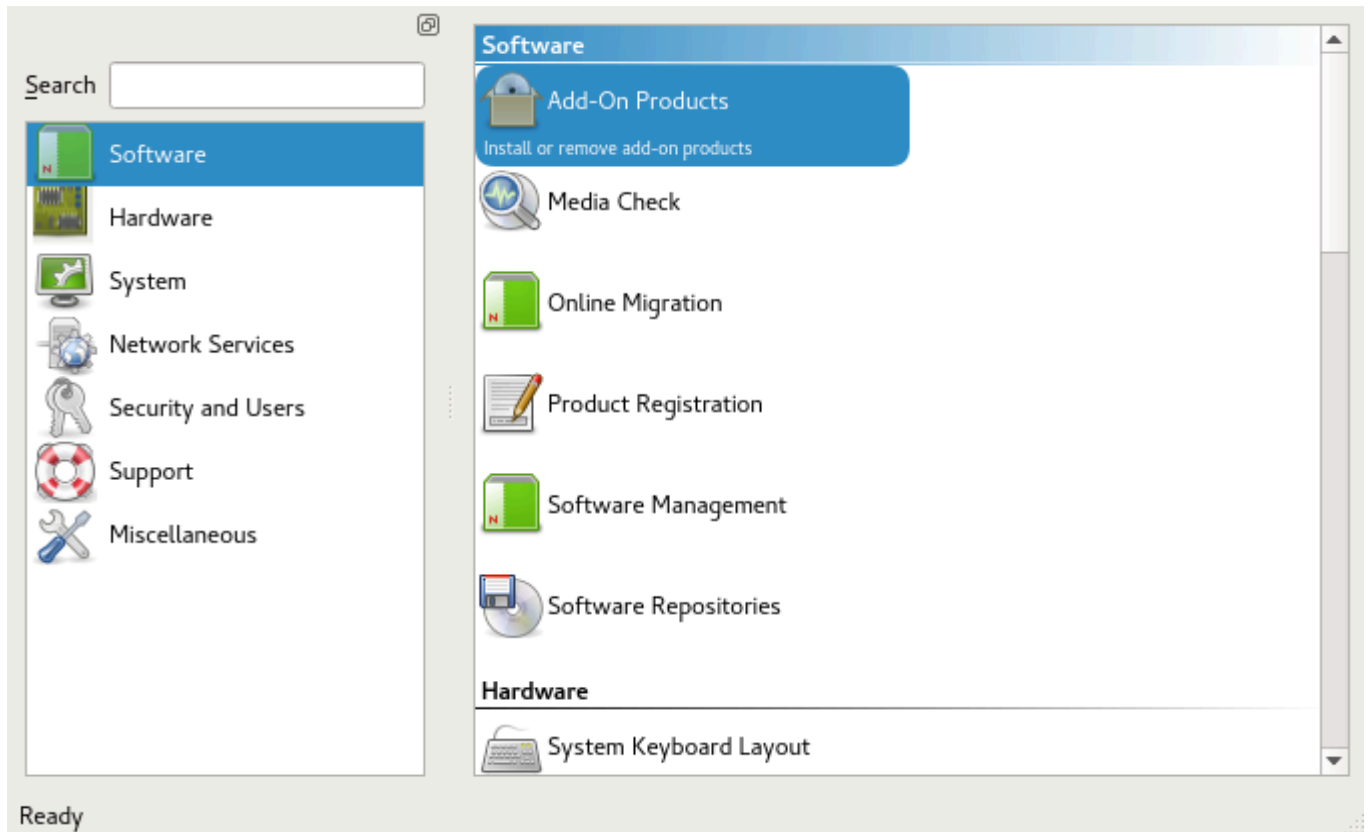 Search
Software
Hardware
System
Network Services
Security and Users
Support
Miscellaneous
Software
Add-On Products
Install or remove add-on products
Media Check
Online Migration
Product Registration
Software Management
Software Repositories
Hardware
System Keyboard Layout
Ready